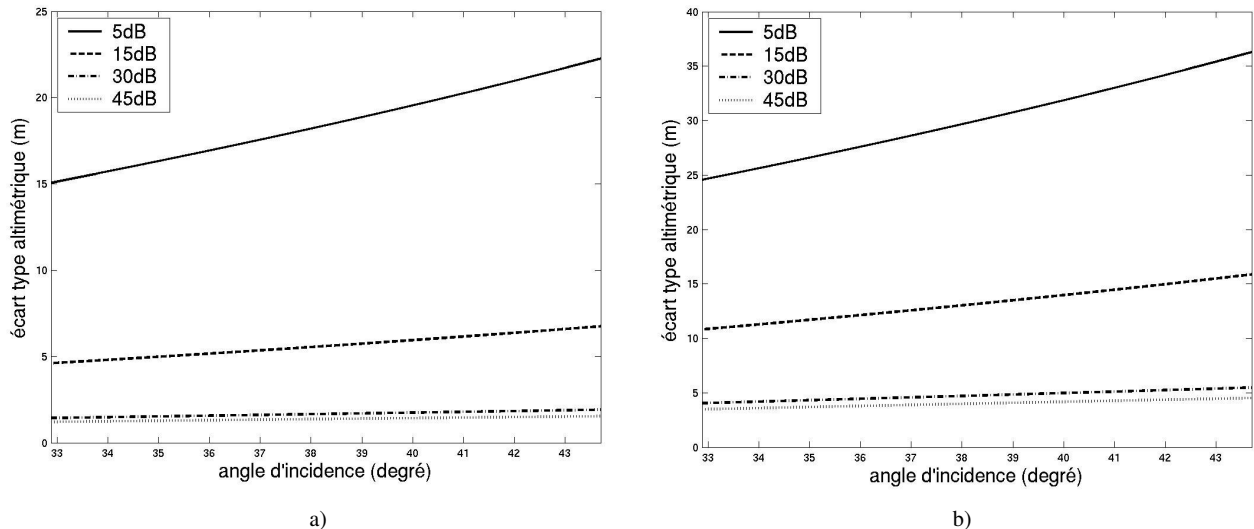 25
20
15
10
5
0
écart type altimétrique (m)
5dB
15dB
30dB
45dB
33 34 35 36 37 38 39 40 41 42 43
angle d'incidence (degré)
a)
40
35
30
25
20
15
10
5
0
écart type altimétrique (m)
5dB
15dB
30dB
45dB
33 34 35 36 37 38 39 40 41 42 43
angle d'incidence (degré)
b)